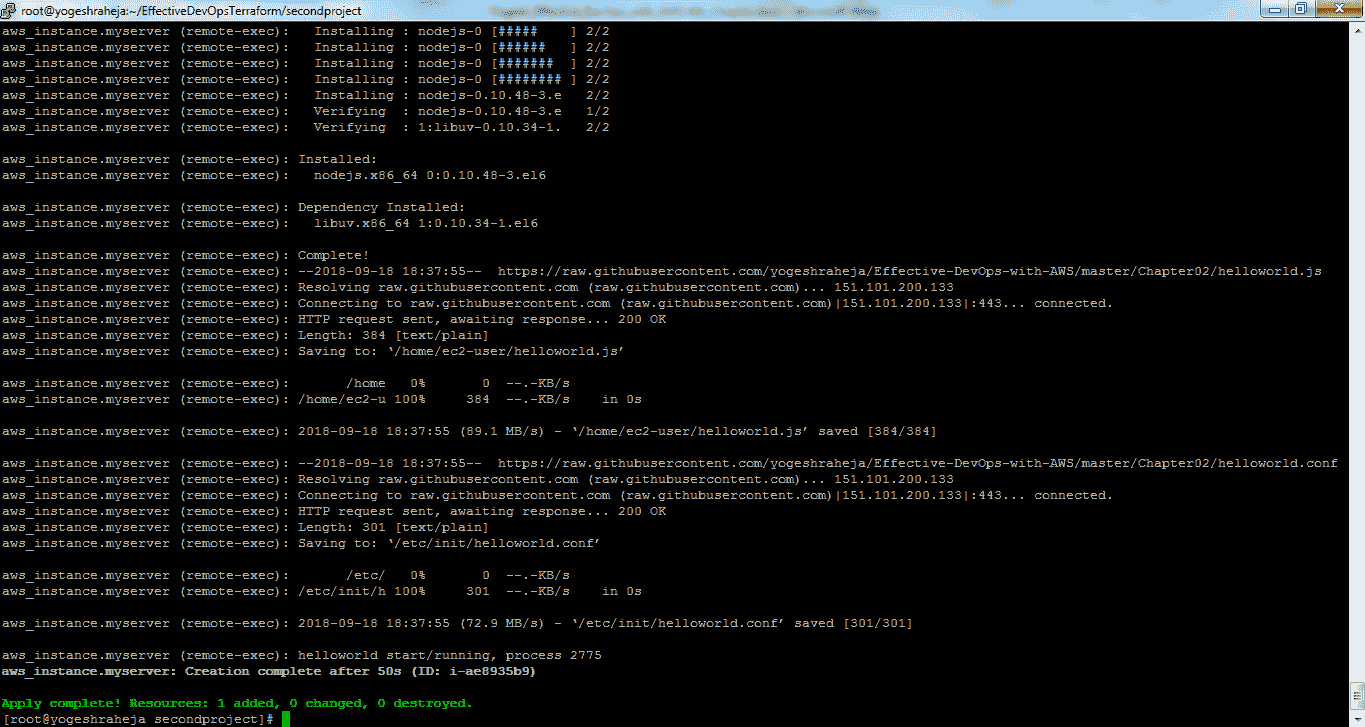 root@yogeshraheja:~/EffectiveDevOpsTerraform/secondproject
aws_instance.myserver (remote-exec):   Installing : nodejs-0 [#####    ] 2/2
aws_instance.myserver (remote-exec):   Installing : nodejs-0 [######   ] 2/2
aws_instance.myserver (remote-exec):   Installing : nodejs-0 [#######  ] 2/2
aws_instance.myserver (remote-exec):   Installing : nodejs-0 [######## ] 2/2
aws_instance.myserver (remote-exec):   Installing : nodejs-0.10.48-3.e   2/2
aws_instance.myserver (remote-exec):   Verifying  : nodejs-0.10.48-3.e   1/2
aws_instance.myserver (remote-exec):   Verifying  : 1:libuv-0.10.34-1.   2/2
aws_instance.myserver (remote-exec): Installed:
aws_instance.myserver (remote-exec):   nodejs.x86_64 0:0.10.48-3.el6
aws_instance.myserver (remote-exec): Dependency Installed:
aws_instance.myserver (remote-exec):   libuv.x86_64 1:0.10.34-1.el6
aws_instance.myserver (remote-exec): Complete!
aws_instance.myserver (remote-exec): --2018-09-18 18:37:55--  https://raw.githubusercontent.com/yogeshraheja/Effective-DevOps-with-AWS/master/Chapter02/helloworld.js
aws_instance.myserver (remote-exec): Resolving raw.githubusercontent.com (raw.githubusercontent.com)... 151.101.200.133
aws_instance.myserver (remote-exec): Connecting to raw.githubusercontent.com (raw.githubusercontent.com)|151.101.200.133|:443... connected.
aws_instance.myserver (remote-exec): HTTP request sent, awaiting response... 200 OK
aws_instance.myserver (remote-exec): Length: 384 [text/plain]
aws_instance.myserver (remote-exec): Saving to: ‘/home/ec2-user/helloworld.js’
aws_instance.myserver (remote-exec):       /home   0%       0  --.-KB/s
aws_instance.myserver (remote-exec): /home/ec2-u 100%     384  --.-KB/s    in 0s
aws_instance.myserver (remote-exec): 2018-09-18 18:37:55 (89.1 MB/s) - ‘/home/ec2-user/helloworld.js’ saved [384/384]
aws_instance.myserver (remote-exec): --2018-09-18 18:37:55--  https://raw.githubusercontent.com/yogeshraheja/Effective-DevOps-with-AWS/master/Chapter02/helloworld.conf
aws_instance.myserver (remote-exec): Resolving raw.githubusercontent.com (raw.githubusercontent.com)... 151.101.200.133
aws_instance.myserver (remote-exec): Connecting to raw.githubusercontent.com (raw.githubusercontent.com)|151.101.200.133|:443... connected.
aws_instance.myserver (remote-exec): HTTP request sent, awaiting response... 200 OK
aws_instance.myserver (remote-exec): Length: 301 [text/plain]
aws_instance.myserver (remote-exec): Saving to: ‘/etc/init/helloworld.conf’
aws_instance.myserver (remote-exec):       /etc/   0%       0  --.-KB/s
aws_instance.myserver (remote-exec): /etc/init/h 100%     301  --.-KB/s    in 0s
aws_instance.myserver (remote-exec): 2018-09-18 18:37:55 (72.9 MB/s) - ‘/etc/init/helloworld.conf’ saved [301/301]
aws_instance.myserver (remote-exec): helloworld start/running, process 2775
aws_instance.myserver: Creation complete after 50s (ID: i-ae8935b9)
Apply complete! Resources: 1 added, 0 changed, 0 destroyed.
[root@yogeshraheja secondproject]#